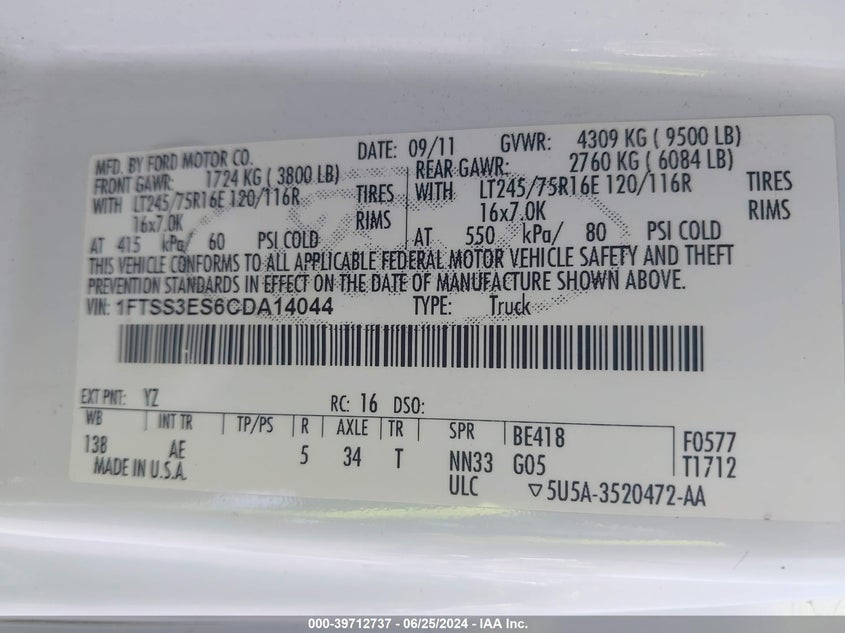 MFD. BY FORD MOTOR CO. DATE: 09/11 GVWR: 4309 KG ( 9500 LB)
FRONT GAWR: 1724 KG ( 3800 LB) REAR GAWR: 2760 KG ( 6084 LB)
WITH LT245/75R16E 120/116R TIRES WITH LT245/75R16E 120/116R TIRES
16x7.0K RIMS 16x7.0K RIMS
AT 415 kPa/ 60 PSI COLD AT 550 kPa/ 80 PSI COLD
THIS VEHICLE CONFORMS TO ALL APPLICABLE FEDERAL MOTOR VEHICLE SAFETY AND THEFT
PREVENTION STANDARDS IN EFFECT ON THE DATE OF MANUFACTURE SHOWN ABOVE.
VIN: 1FTSS3ES6CDA14044 TYPE: Truck
EXT PNT: YZ RC: 16 DSO:
WB INT TR TP/PS R AXLE TR SPR BE418 F0577
138 AE 5 34 T NN33 G05 T1712
MADE IN U.S.A. ULC ▽5U5A-3520472-AA
000-39712737 - 06/25/2024 - IAA Inc.